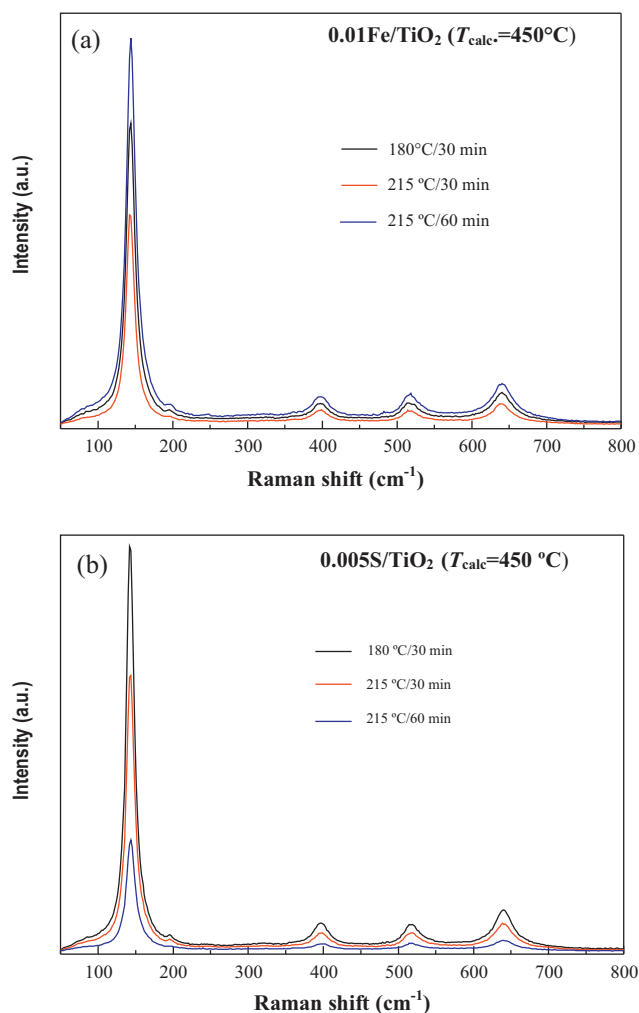 (a)
0.01Fe/TiO₂ (T_calc.=450°C)
180°C/30 min
215 ºC/30 min
215 ºC/60 min
Intensity (a.u.)
100 200 300 400 500 600 700 800
Raman shift (cm⁻¹)
(b)
0.005S/TiO₂ (T_calc=450 ºC)
180 ºC/30 min
215 ºC/30 min
215 ºC/60 min
Intensity (a.u.)
100 200 300 400 500 600 700 800
Raman shift (cm⁻¹)